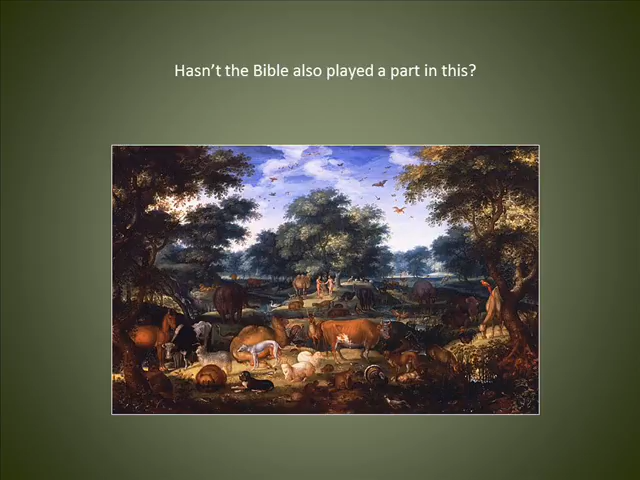 Hasn’t the Bible also played a part in this?